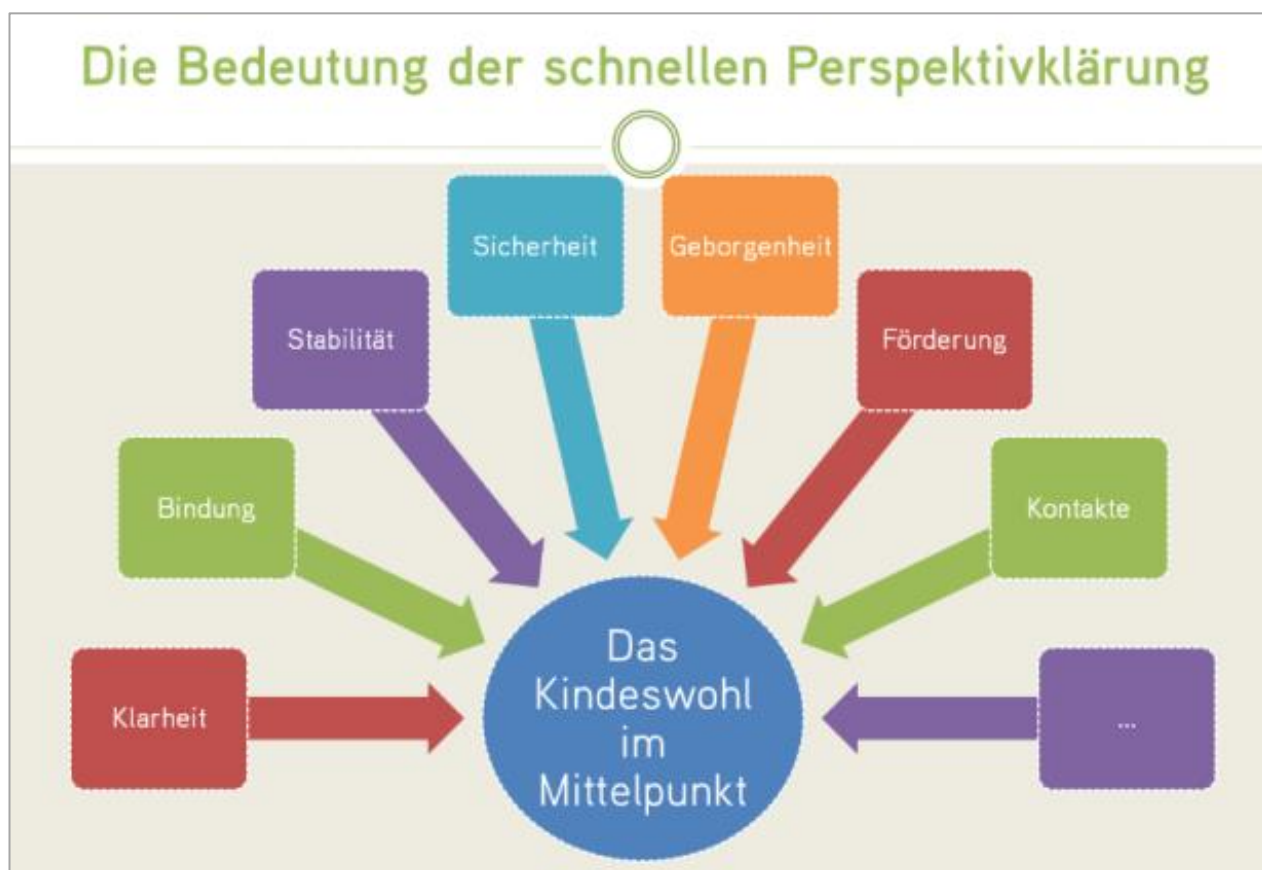 Die Bedeutung der schnellen Perspektivklärung
Sicherheit
Geborgenheit
Stabilität
Förderung
Bindung
Kontakte
Klarheit
...
Das
Kindeswohl
im
Mittelpunkt